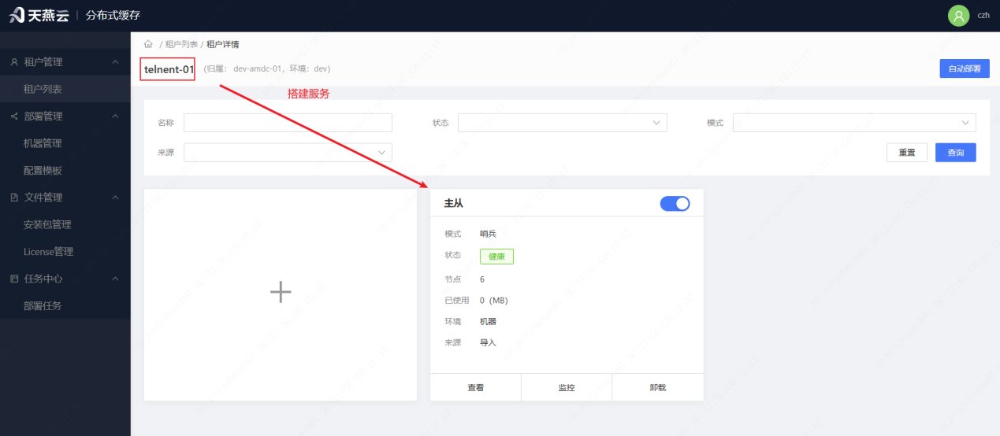 天燕云 | 分布式缓存
czh
租户管理
租户列表
部署管理
机器管理
配置模板
文件管理
安装包管理
License管理
任务中心
部署任务
/ 租户列表 / 租户详情
telnent-01 (归属: dev-amdc-01, 环境: dev)
自动部署
搭建服务
名称
状态
模式
来源
重置
查询
主从
模式 哨兵
状态 健康
节点 6
已使用 0 (MB)
环境 机器
来源 导入
查看
监控
卸载